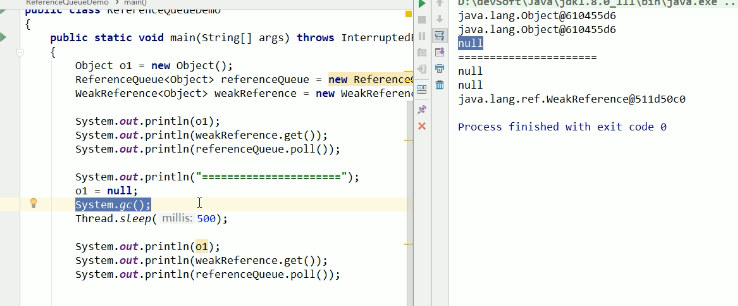 ReferenceQueueDemo main()
public class ReferenceQueueDemo
{
public static void main(String[] args) throws
{
Object o1 = new Object();
ReferenceQueue<Object> referenceQueue = new
WeakReference<Object> weakReference = new
System.out.println(o1);
System.out.println(weakReference.get());
System.out.println(referenceQueue.poll());
System.out.println("======================");
o1 = null;
System.gc();
Thread.sleep( millis: 500);
System.out.println(o1);
System.out.println(weakReference.get());
System.out.println(referenceQueue.poll());
D:\devSoft\Java\jdk1.8.0_111\bin\java.exe ...
java.lang.Object@610455d6
java.lang.Object@610455d6
null
======================
null
null
java.lang.ref.WeakReference@511d50c0
Process finished with exit code 0